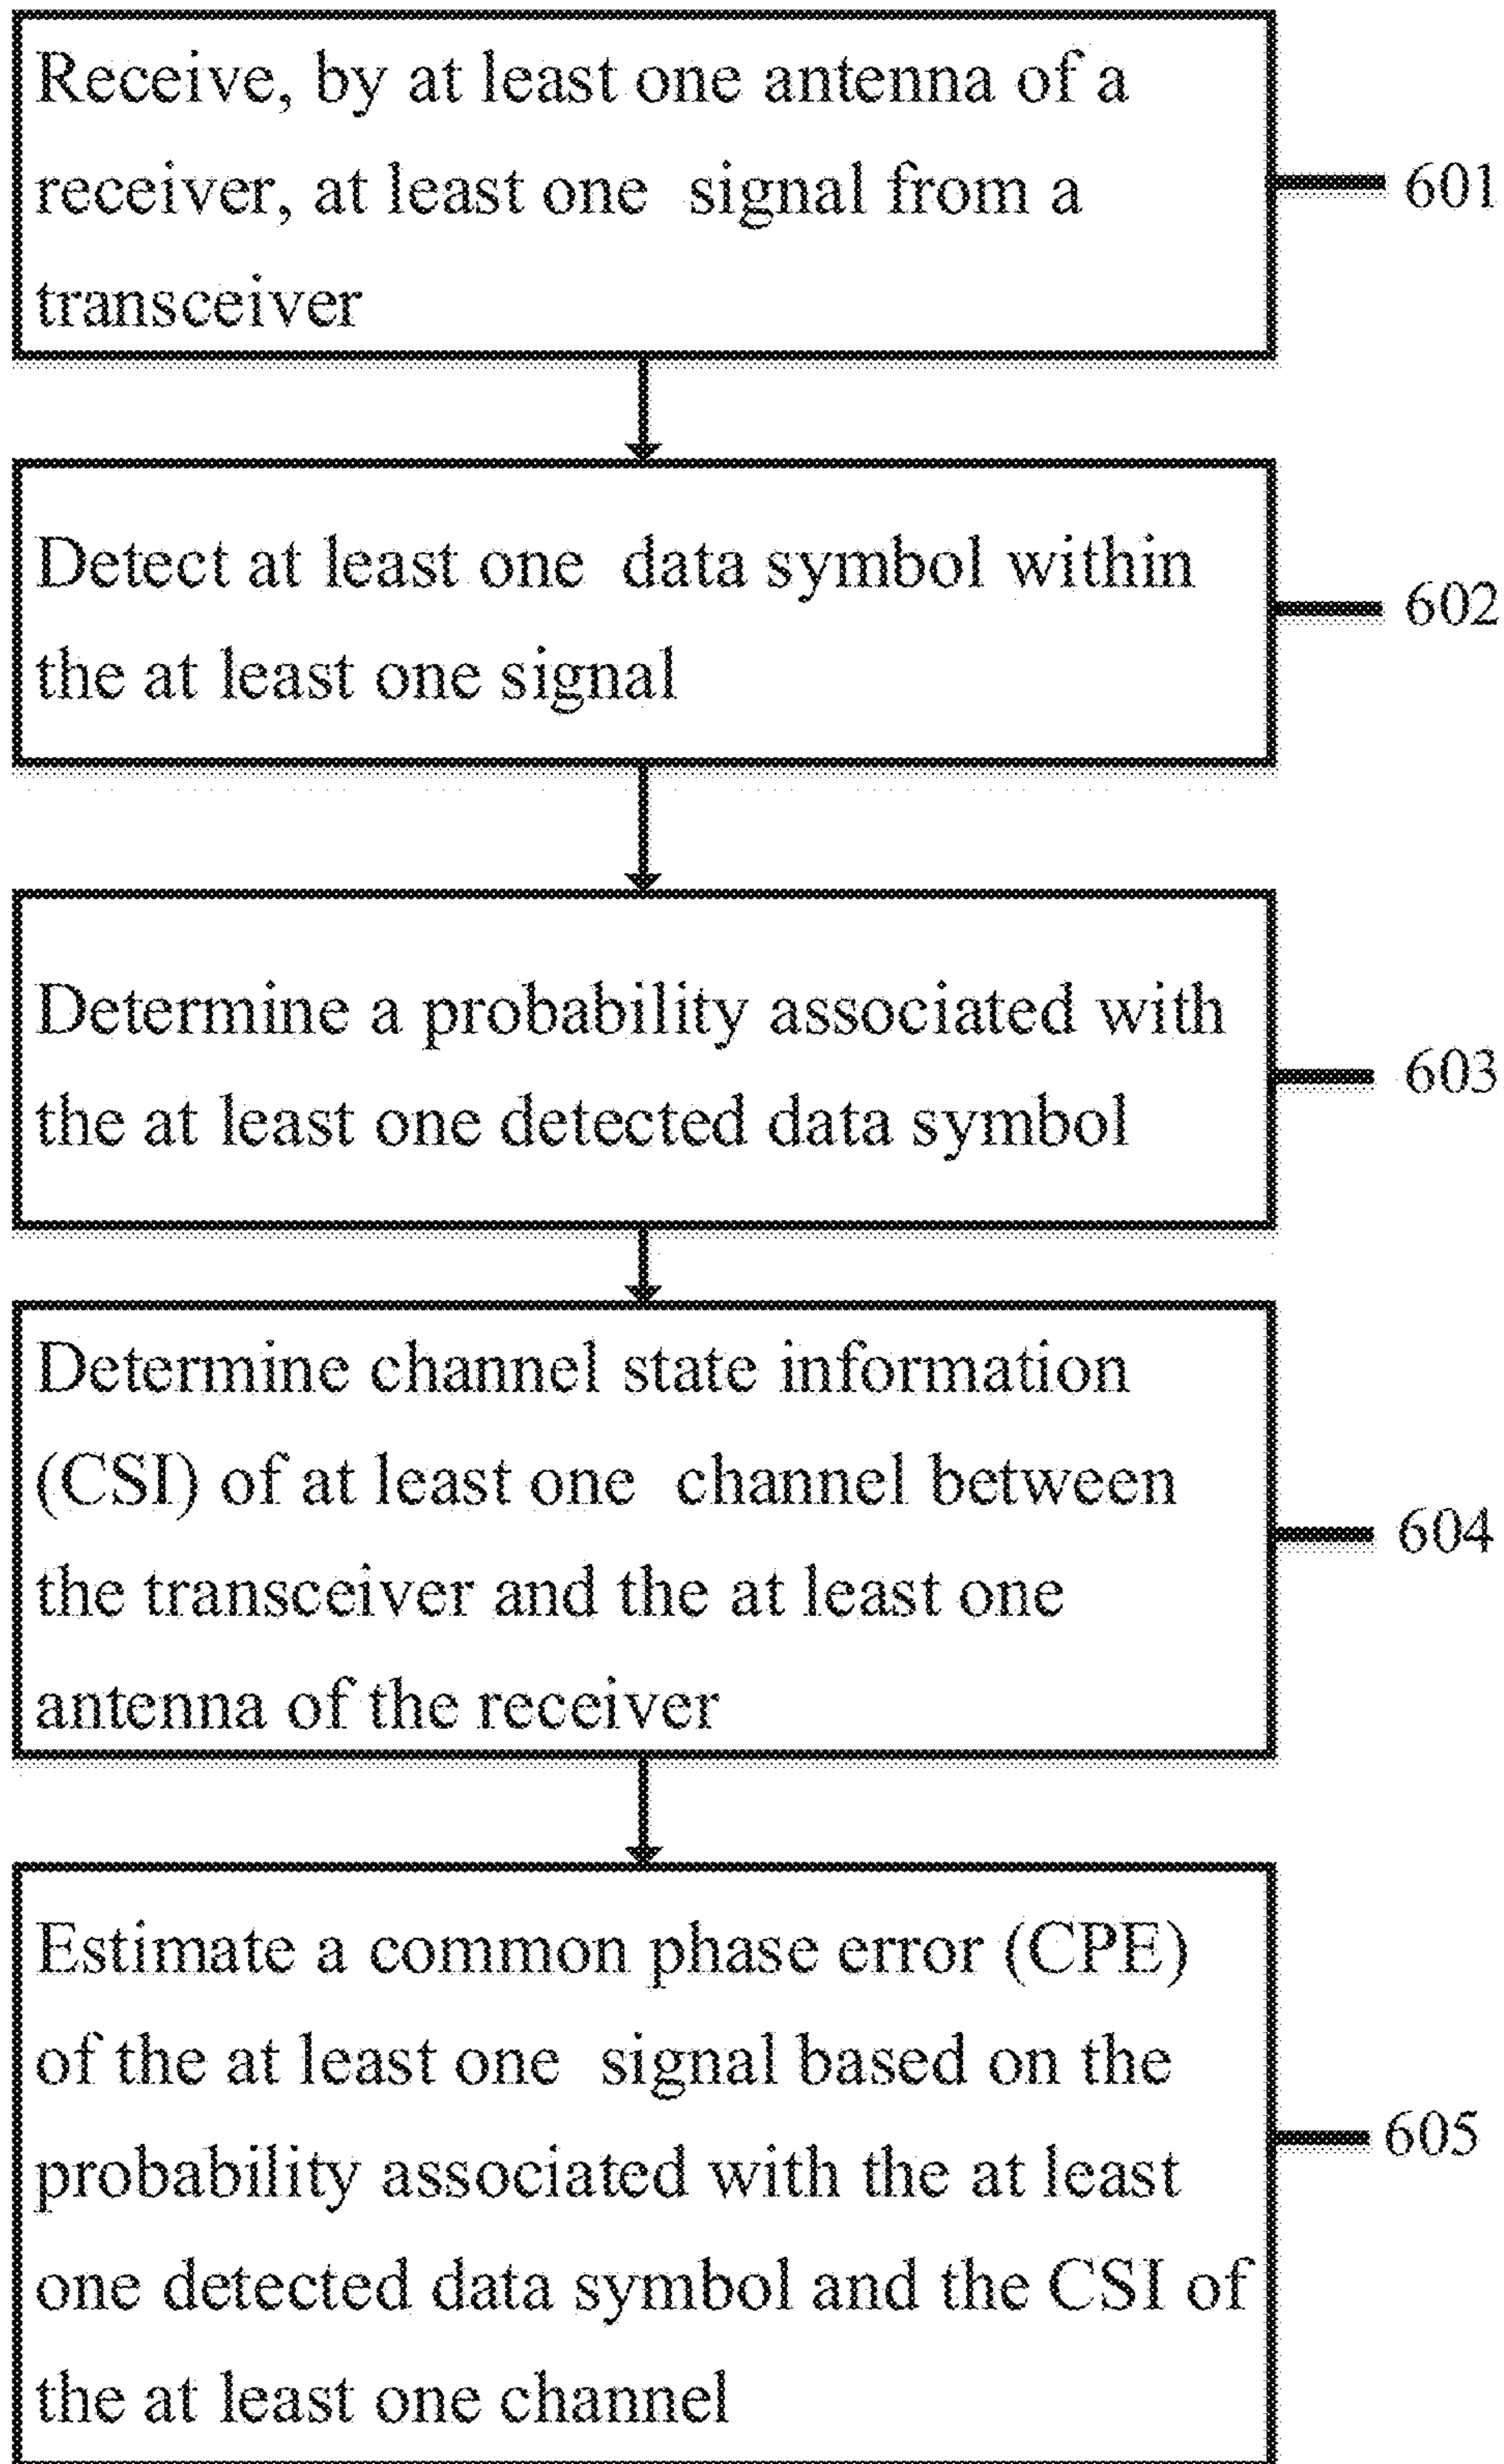 Receive, by at least one antenna of a
receiver, at least one signal from a
transceiver
601
Detect at least one data symbol within
the at least one signal
602
Determine a probability associated with
the at least one detected data symbol
603
Determine channel state information
(CSI) of at least one channel between
the transceiver and the at least one
antenna of the receiver
604
Estimate a common phase error (CPE)
of the at least one signal based on the
probability associated with the at least
one detected data symbol and the CSI of
the at least one channel
605